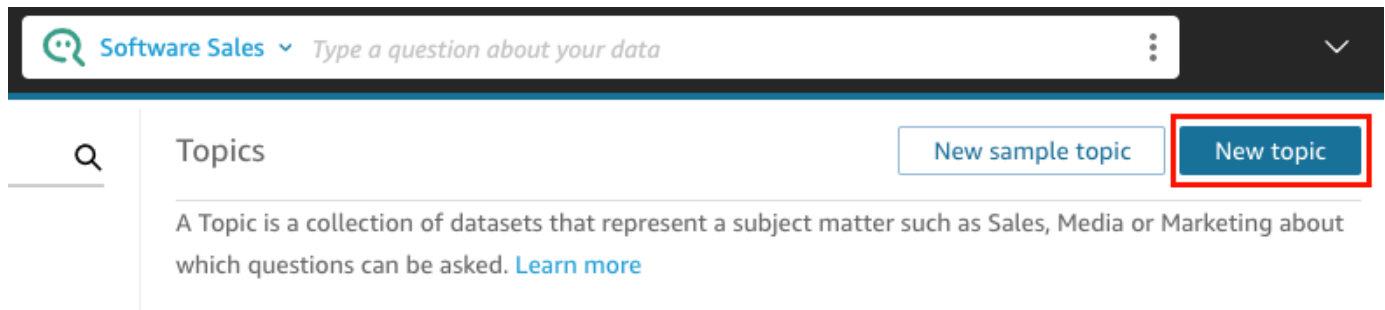 Software Sales Type a question about your data
Topics New sample topic New topic
A Topic is a collection of datasets that represent a subject matter such as Sales, Media or Marketing about
which questions can be asked. Learn more